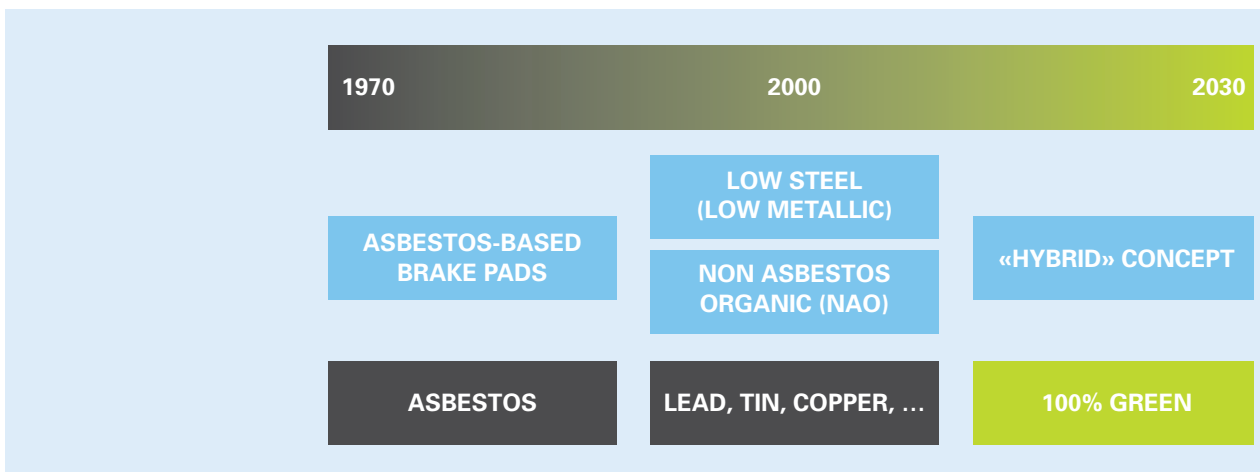 1970
2000
2030
ASBESTOS-BASED
BRAKE PADS
LOW STEEL
(LOW METALLIC)
NON ASBESTOS
ORGANIC (NAO)
«HYBRID» CONCEPT
ASBESTOS
LEAD, TIN, COPPER, …
100% GREEN